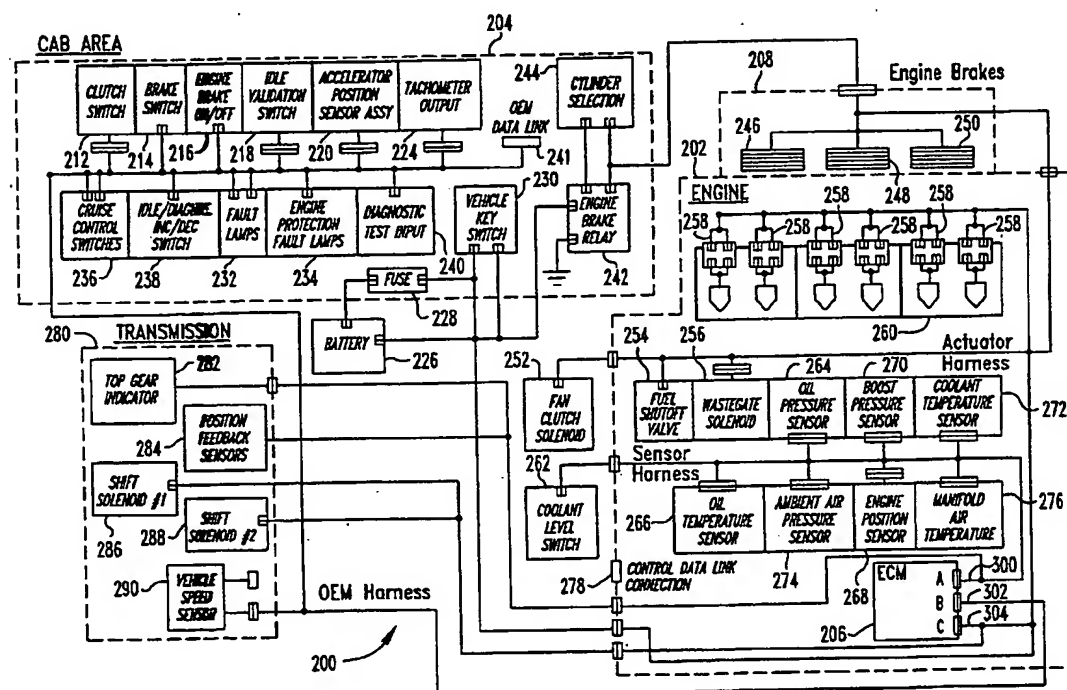 CAB AREA
204
CLUTCH SWITCH
BRAKE SWITCH
ENGINE BRAKE ON/OFF
IDLE VALIDATION SWITCH
ACCELERATOR POSITION SENSOR ASSY
TACHOMETER OUTPUT
OEM DATA LINK
244
CYLINDER SELECTION
208
Engine Brakes
212
214
216
218
220
224
241
246
248
250
202
ENGINE
CRUISE CONTROL SWITCHES
IDLE/DIAGNOS. INC/DEC SWITCH
FAULT LAMPS
ENGINE PROTECTION FAULT LAMPS
DIAGNOSTIC TEST INPUT
230
VEHICLE KEY SWITCH
ENGINE BRAKE RELAY
236
238
232
234
240
242
258
258
258
258
258
258
260
FUSE
228
BATTERY
226
280
TRANSMISSION
TOP GEAR INDICATOR
282
POSITION FEEDBACK SENSORS
284
SHIFT SOLENOID #1
286
SHIFT SOLENOID #2
288
VEHICLE SPEED SENSOR
290
OEM Harness
200
252
FAN CLUTCH SOLENOID
254
256
264
270
Actuator Harness
FUEL SHUTOFF VALVE
WASTEGATE SOLENOID
OIL PRESSURE SENSOR
BOOST PRESSURE SENSOR
COOLANT TEMPERATURE SENSOR
272
Sensor Harness
262
COOLANT LEVEL SWITCH
266
OIL TEMPERATURE SENSOR
AMBIENT AIR PRESSURE SENSOR
ENGINE POSITION SENSOR
MANIFOLD AIR TEMPERATURE
276
278
CONTROL DATA LINK CONNECTION
274
268
ECM
A
B
C
300
302
304
206